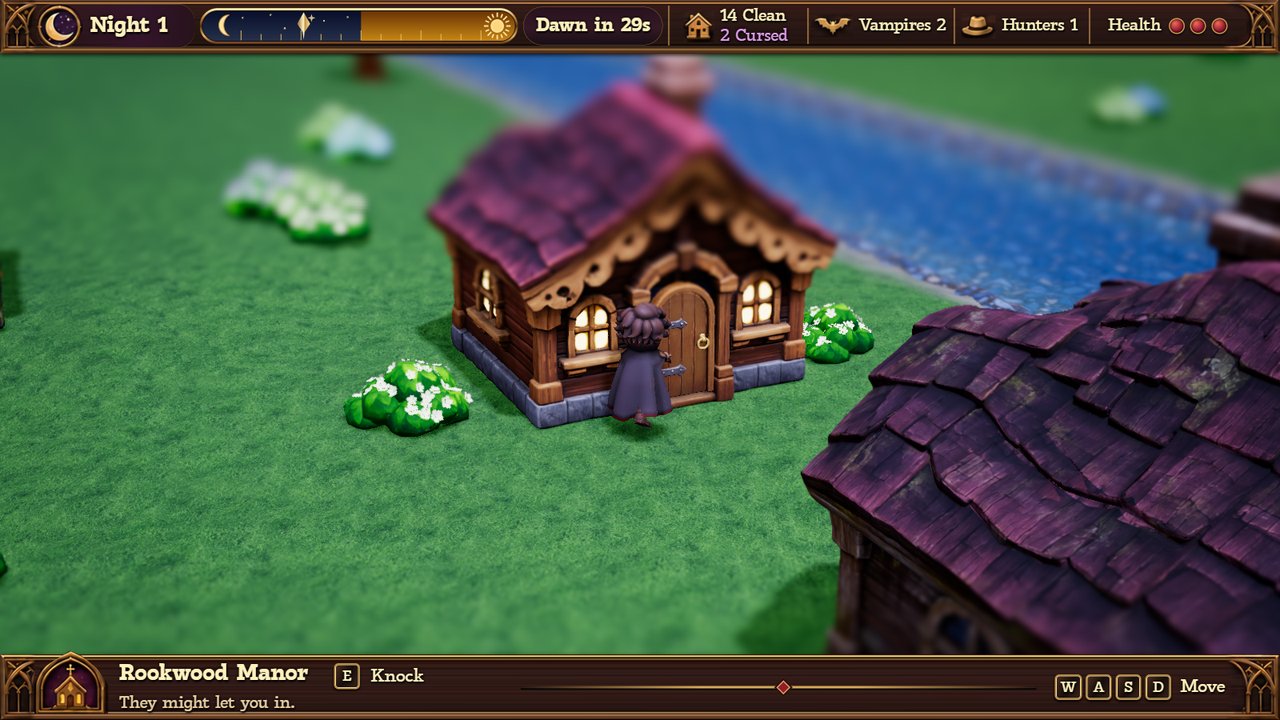 Night 1
Dawn in 29s
14 Clean
2 Cursed
Vampires 2
Hunters 1
Health
Rookwood Manor
They might let you in.
E Knock
W A S D Move